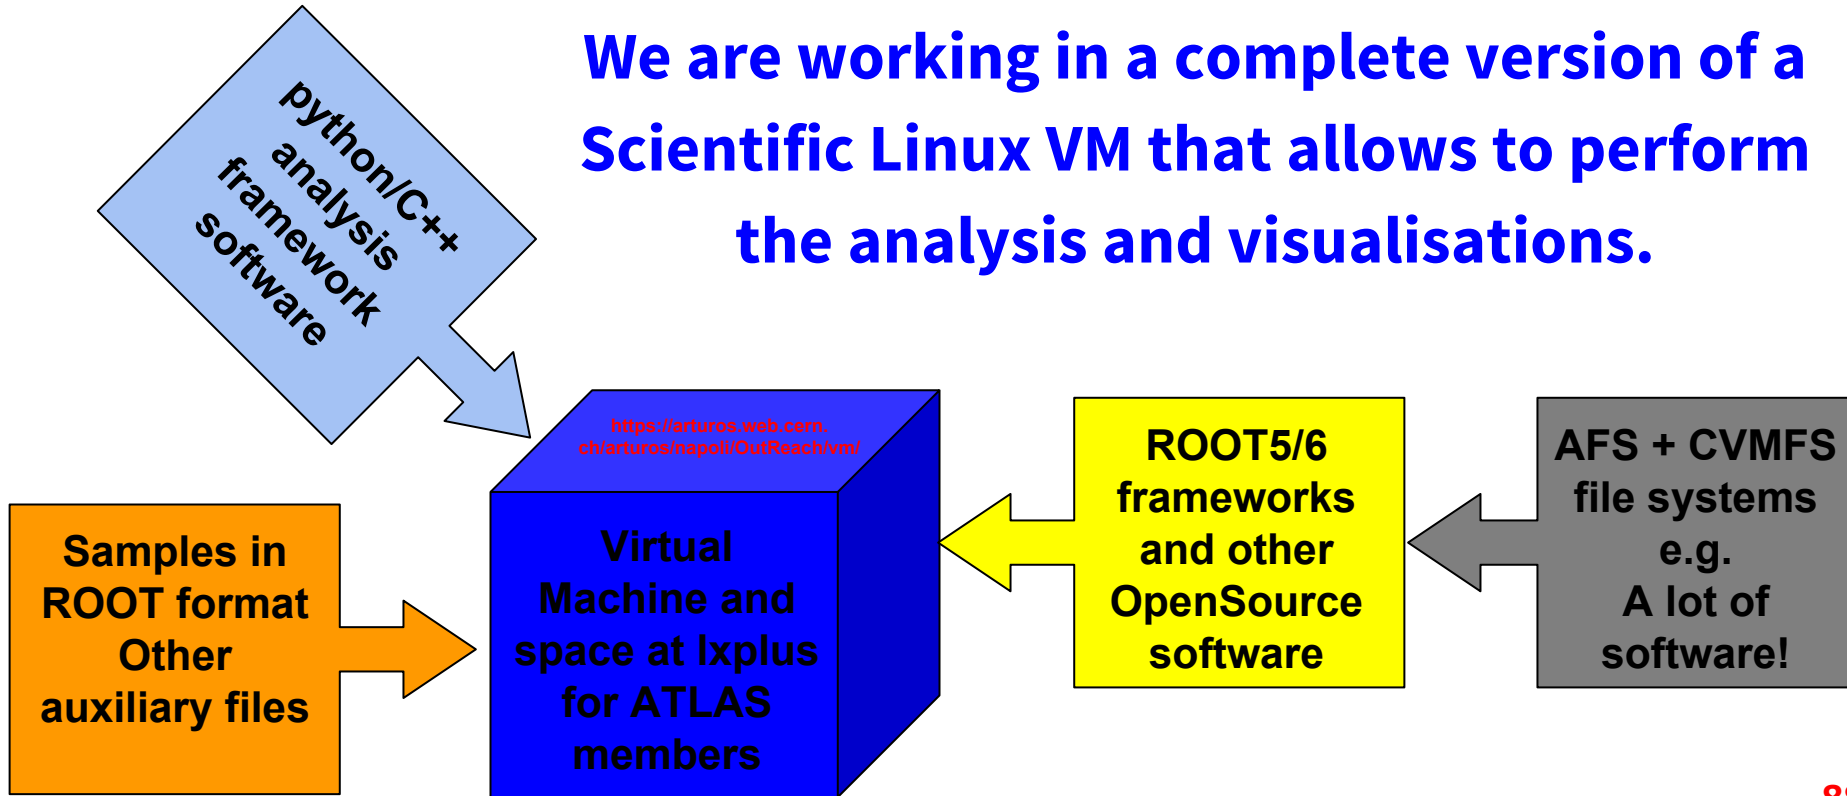 We are working in a complete version of a
Scientific Linux VM that allows to perform
the analysis and visualisations.
python/C++
analysis
framework
software
https://arturos.web.cern.
ch/arturos/napoli/OutReach/vm/
Samples in
ROOT format
Other
auxiliary files
Virtual
Machine and
space at lxplus
for ATLAS
members
ROOT5/6
frameworks
and other
OpenSource
software
AFS + CVMFS
file systems
e.g.
A lot of
software!